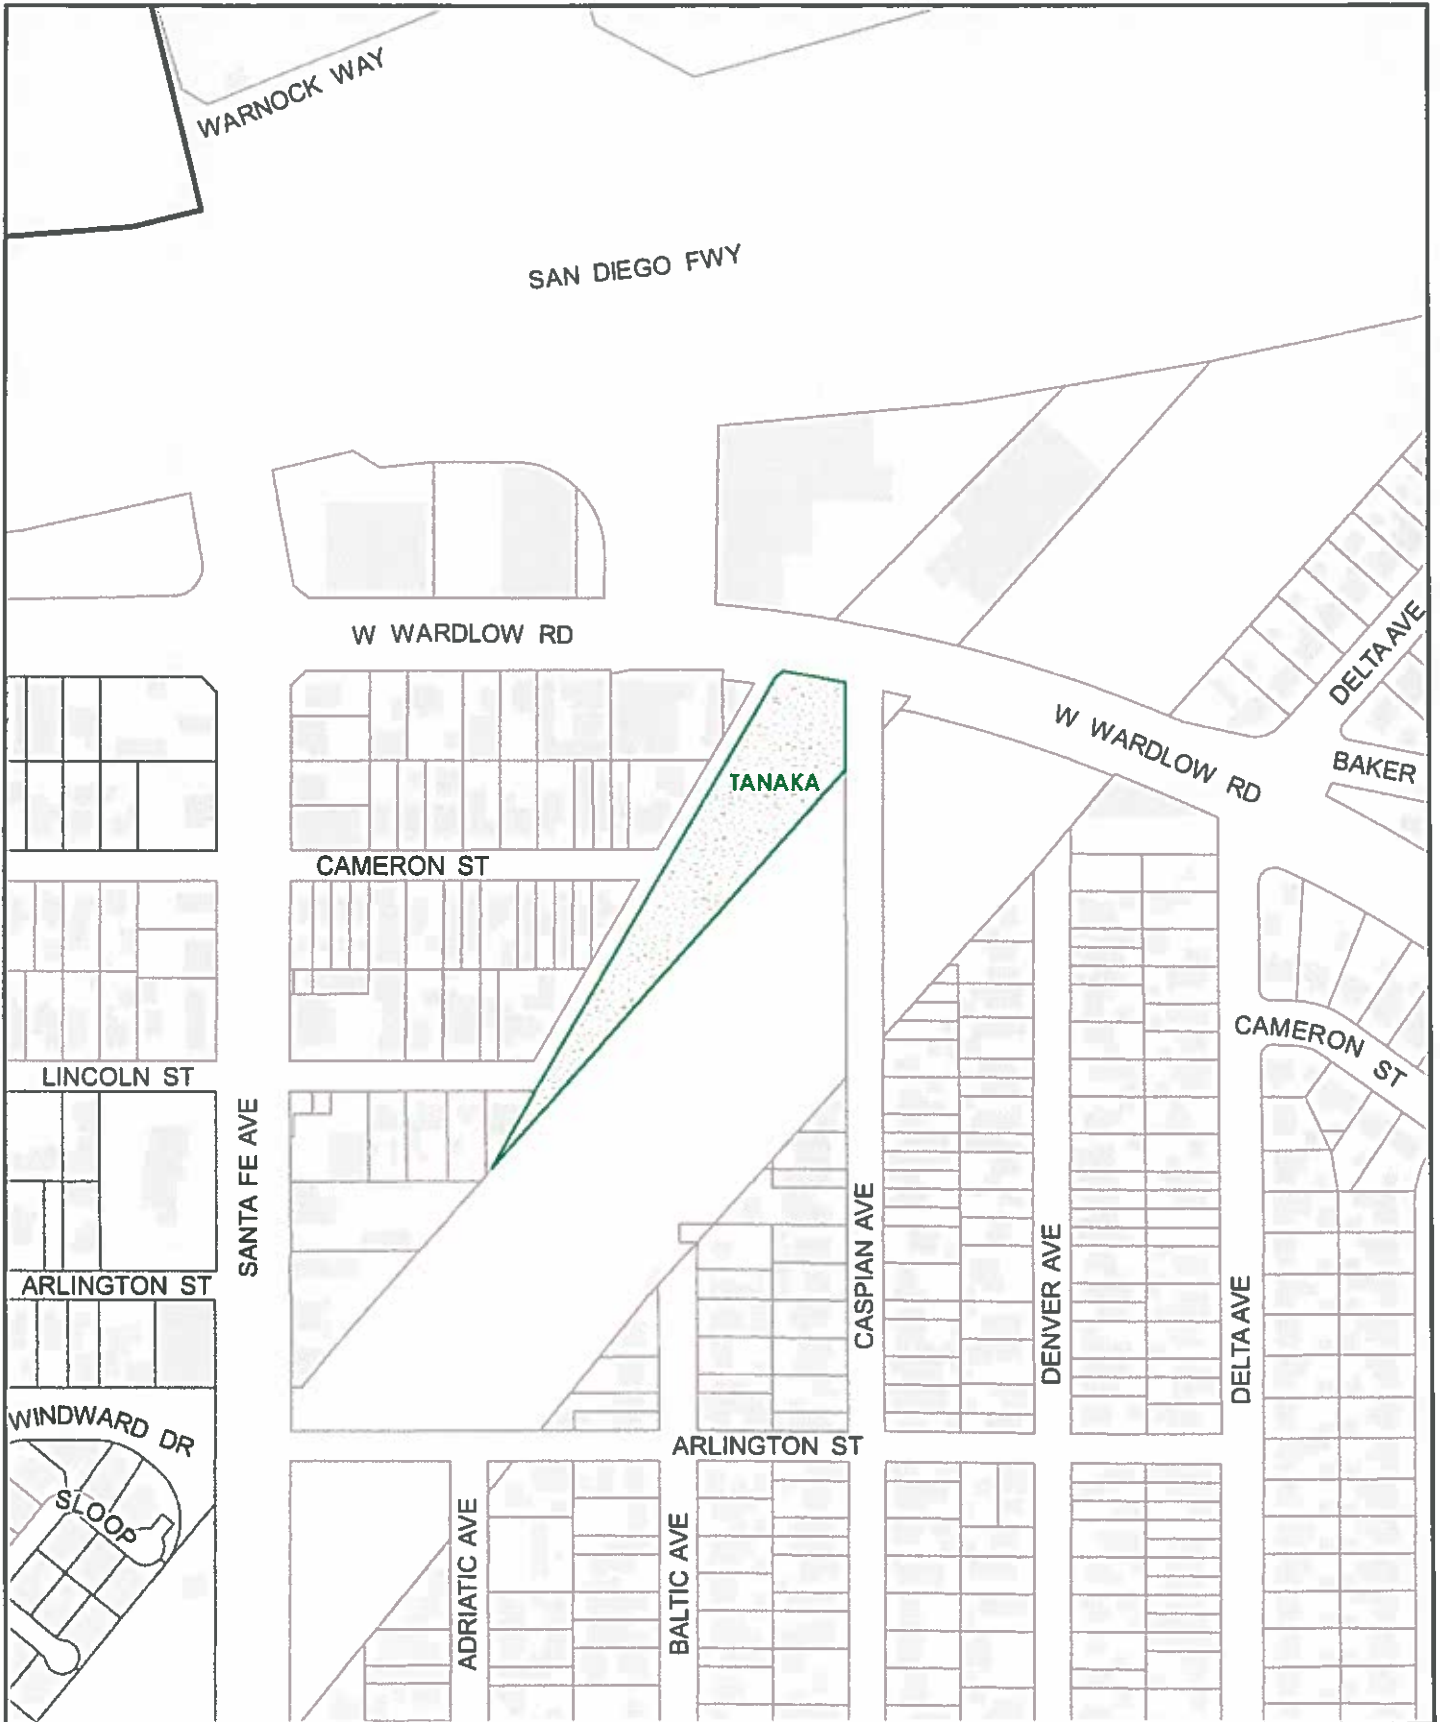 WARNOCK WAY
SAN DIEGO FWY
W WARDLOW RD
DELTA AVE
W WARDLOW RD
BAKER
TANAKA
CAMERON ST
CAMERON ST
LINCOLN ST
SANTA FE AVE
CASPIAN AVE
DENVER AVE
DELTA AVE
ARLINGTON ST
WINDWARD DR
ARLINGTON ST
SLOOP
ADRIATIC AVE
BALTIC AVE